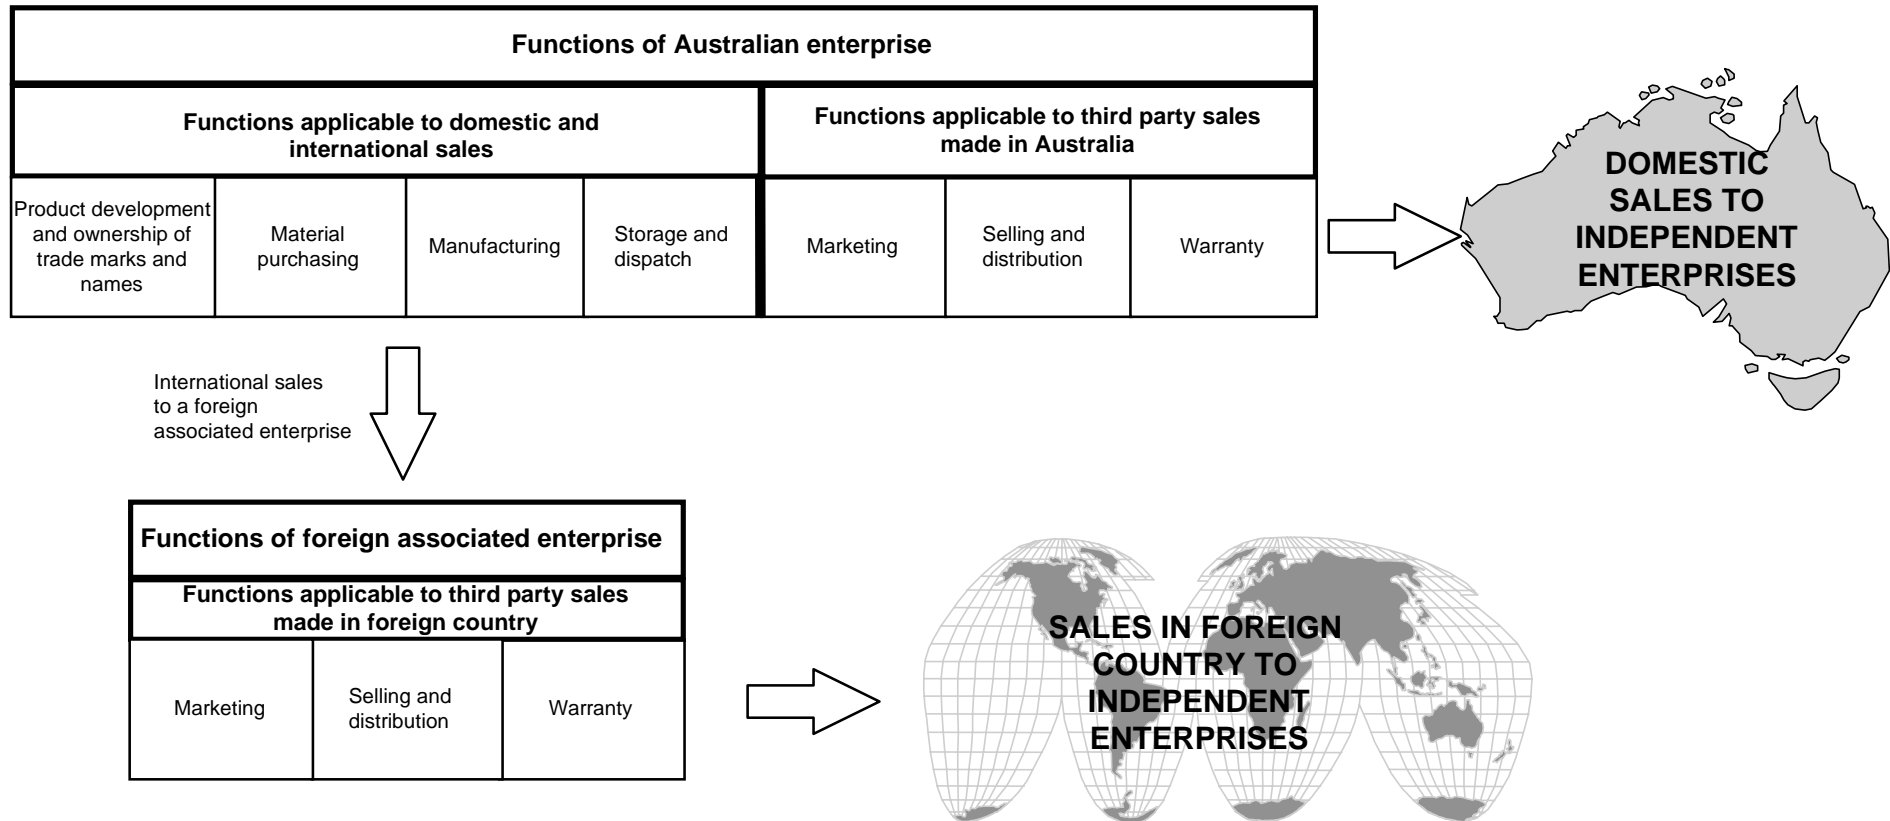 Functions of Australian enterprise
Functions applicable to domestic and
international sales
Functions applicable to third party sales
made in Australia
Product development
and ownership of
trade marks and
names
Material
purchasing
Manufacturing
Storage and
dispatch
Marketing
Selling and
distribution
Warranty
DOMESTIC
SALES TO
INDEPENDENT
ENTERPRISES
International sales
to a foreign
associated enterprise
Functions of foreign associated enterprise
Functions applicable to third party sales
made in foreign country
Marketing
Selling and
distribution
Warranty
SALES IN FOREIGN
COUNTRY TO
INDEPENDENT
ENTERPRISES